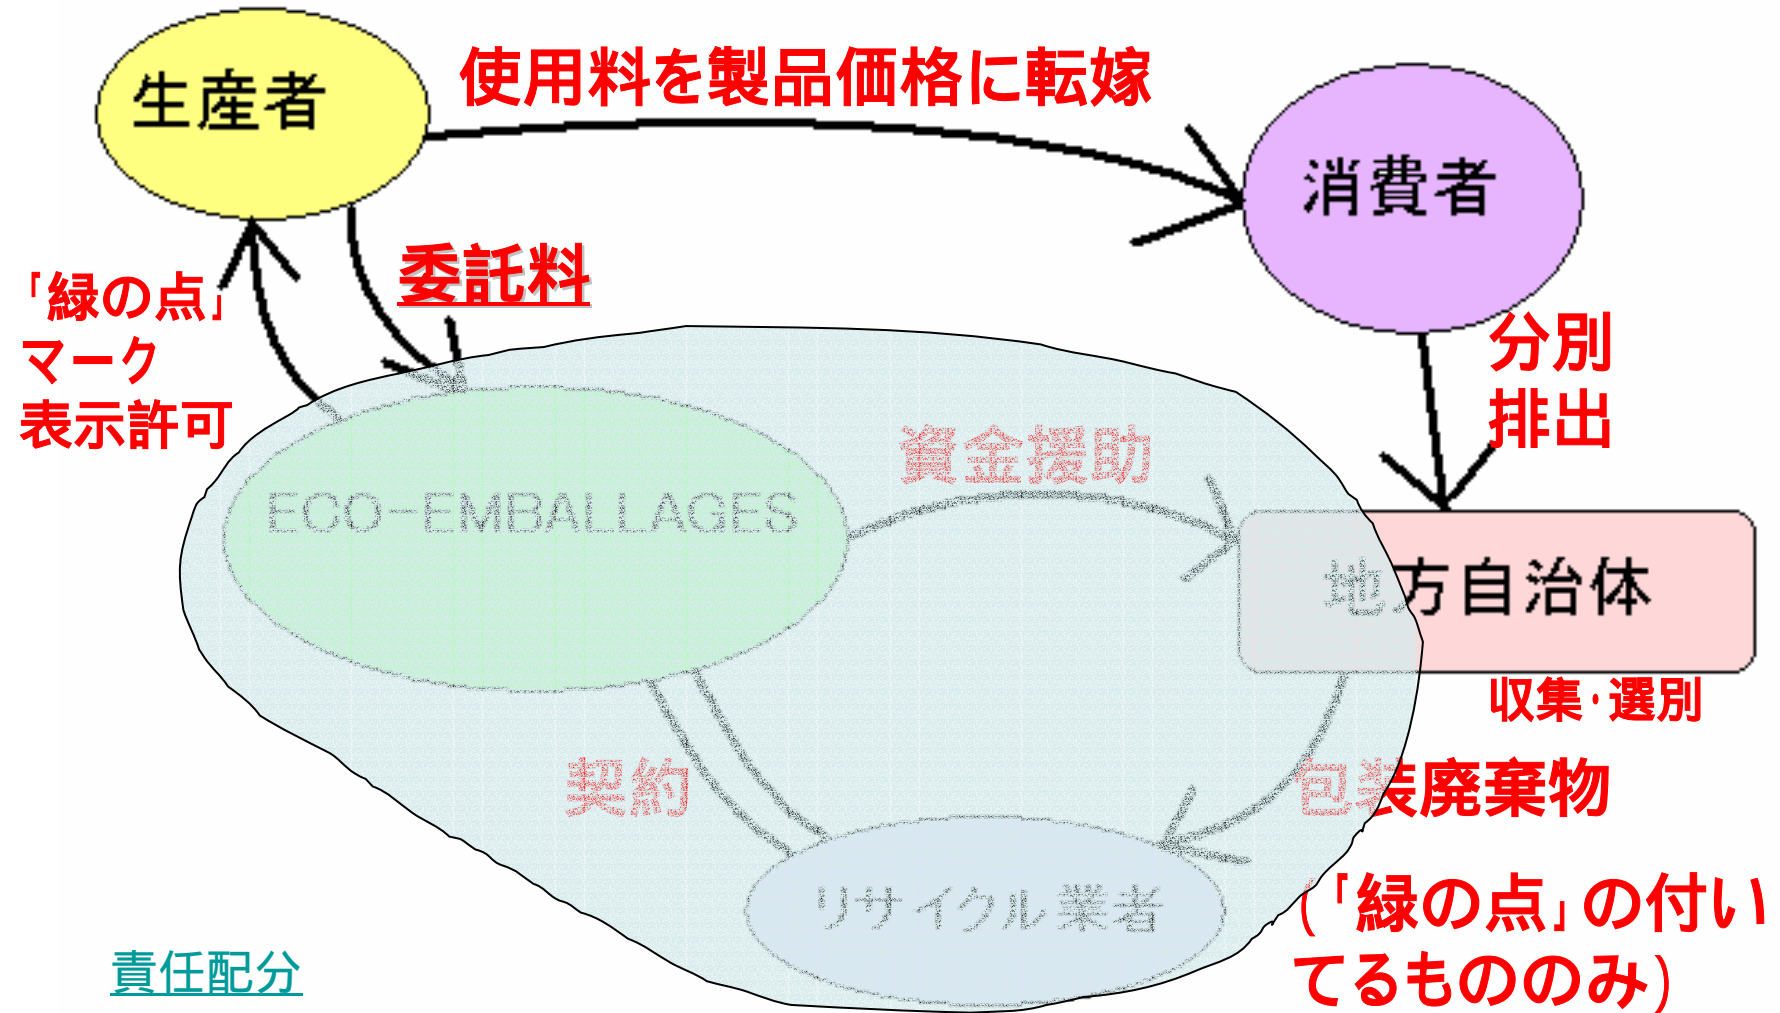 生産者
使用料を製品価格に転嫁
消費者
委託料
「緑の点」
マーク
表示許可
分別
排出
資金援助
ECO-EMBALLAGES
地方自治体
収集・選別
契約
包装廃棄物
リサイクル業者
(「緑の点」の付い
てるもののみ)
責任配分